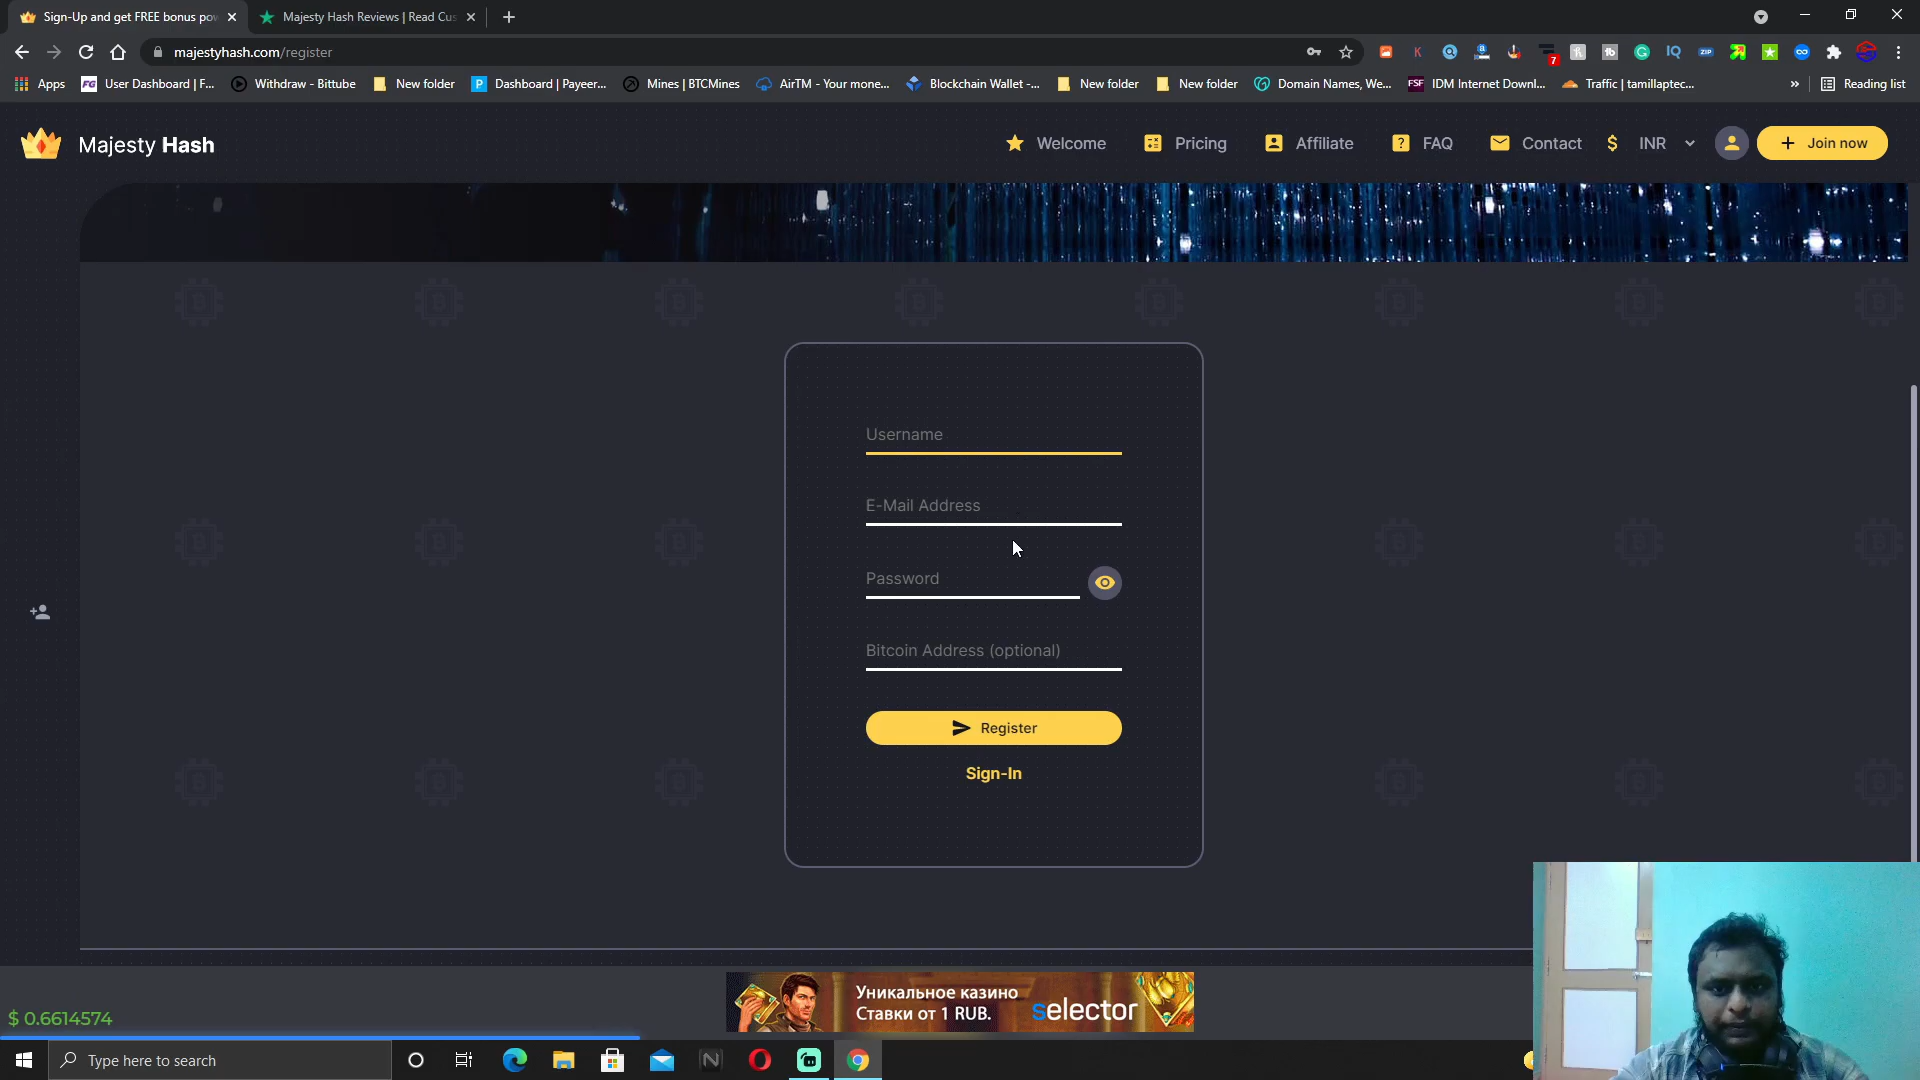 Sign-Up and get FREE bonus pow
Majesty Hash Reviews | Read Cus
majestyhash.com/register
7
Apps
FG
User Dashboard | F...
Withdraw - Bittube
New folder
P
Dashboard | Payeer...
Mines | BTCMines
AirTM - Your mone...
Blockchain Wallet -...
New folder
New folder
Domain Names, We...
FSF
IDM Internet Downl...
Traffic | tamillaptec...
»
Reading list
Majesty Hash
Welcome
Pricing
Affiliate
FAQ
Contact
$ INR
+ Join now
Username
E-Mail Address
Password
Bitcoin Address (optional)
Register
Sign-In
Уникальное казино
Ставки от 1 RUB.
selector
$ 0.6614574
Type here to search